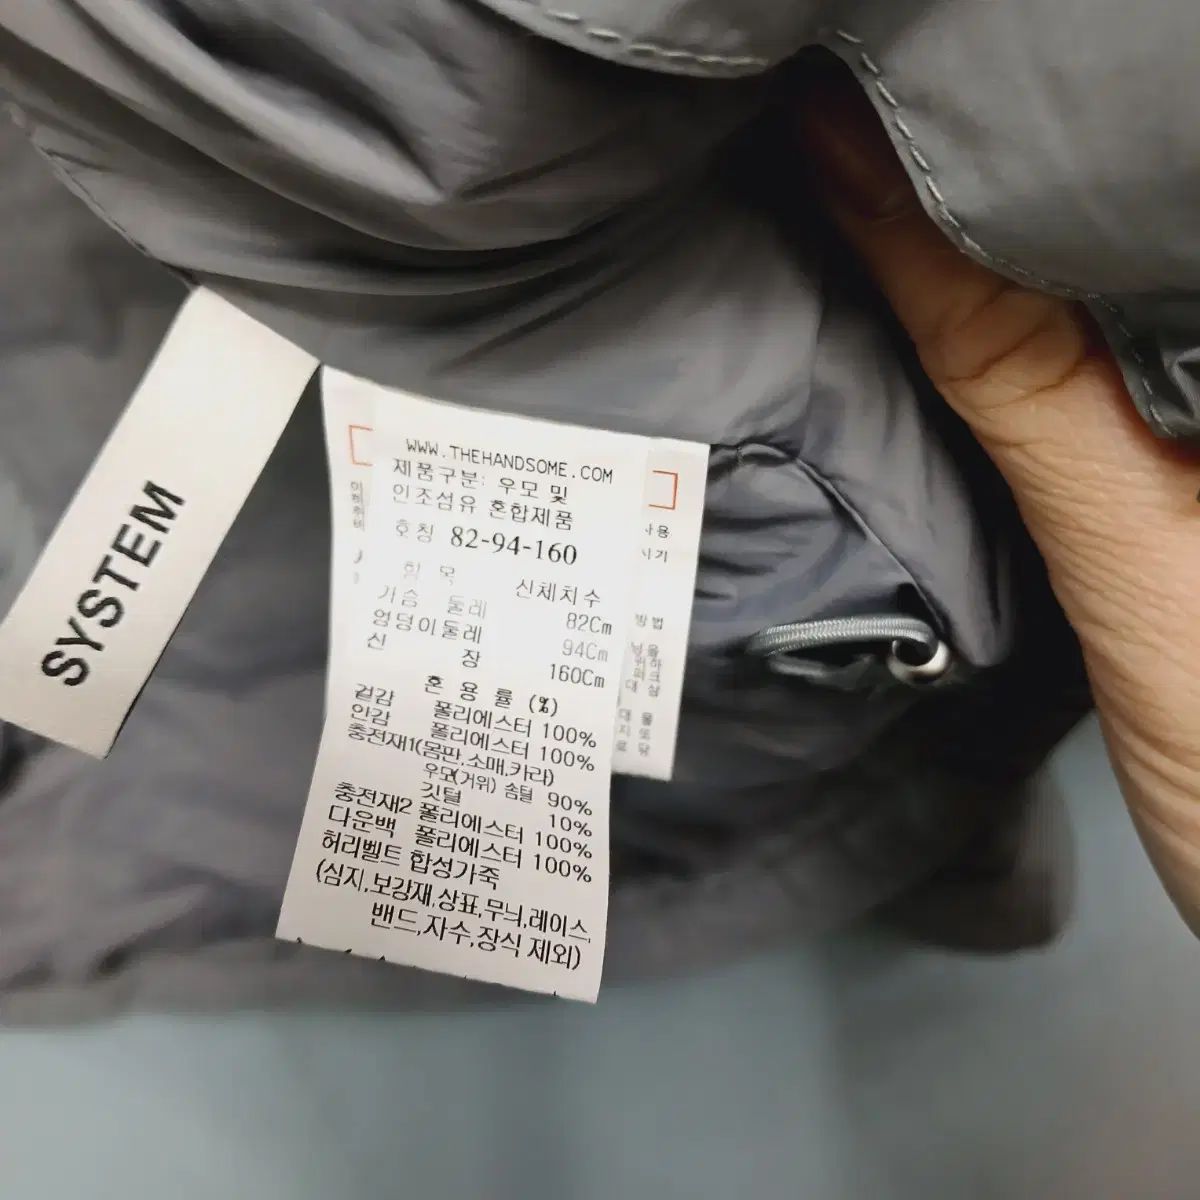 SYSTEM
WWW.THEHANDSOME.COM
제품구분: 우모 및
인조섬유 혼합제품
호칭 82-94-160
항 목 신체치수
가슴 둘레 82Cm
엉덩이둘레 94Cm
신 장 160Cm
혼 용 률 (%)
겉감 폴리에스터 100%
안감 폴리에스터 100%
충전재1(몸판,소매,카라)
우모(거위) 솜털 90%
깃털 10%
충전재2 폴리에스터 100%
다운백 폴리에스터 100%
허리벨트 합성가죽
(심지,보강재,상표,무늬,레이스,
밴드,자수,장식 제외)
사용
시기
방법